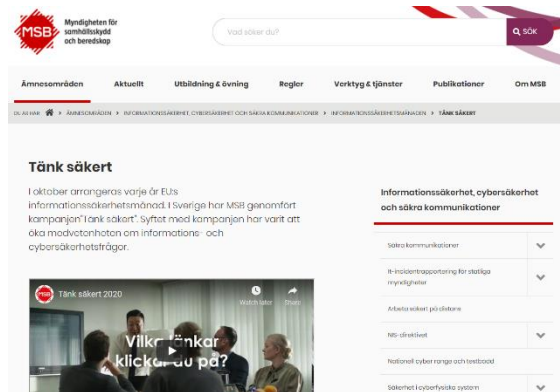 MSB
Myndigheten för
samhällsskydd
och beredskap
Vad söker du?
SÖK
Ämnesområden Aktuellt Utbildning & övning Regler Verktyg & tjänster Publikationer Om MSB
DU ÄR HÄR ÄMNESOMRÅDEN INFORMATIONSSÄKERHET, CYBERSÄKERHET OCH SÄKRA KOMMUNIKATIONER INFORMATIONSSÄKERHETSMÅNADEN TÄNK SÄKERT
Tänk säkert
I oktober arrangeras varje år EU:s
informationssäkerhetsmånad. I Sverige har MSB genomfört
kampanjen "Tänk säkert". Syftet med kampanjen har varit att
öka medvetenheten om informations- och
cybersäkerhetsfrågor.
MSB Tänk säkert 2020
Watch later Share
Vilka länkar
klickar du på?
Informationssäkerhet, cybersäkerhet
och säkra kommunikationer
Säkra kommunikationer
It-incidentrapportering för statliga
myndigheter
Arbeta säkert på distans
NIS-direktivet
Nationell cyber range och testbädd
Säkerhet i cyberfysiska system